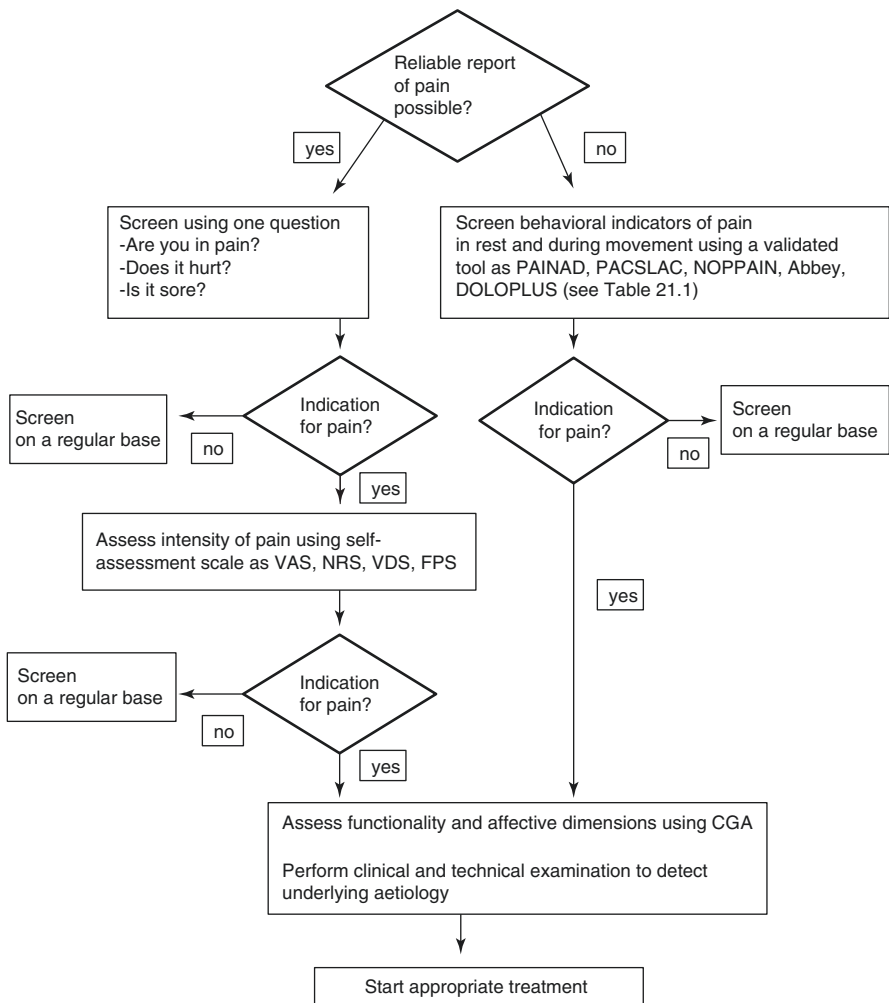 Reliable report
of pain
possible?
yes
no
Screen using one question
-Are you in pain?
-Does it hurt?
-Is it sore?
Screen behavioral indicators of pain
in rest and during movement using a validated
tool as PAINAD, PACSLAC, NOPPAIN, Abbey,
DOLOPLUS (see Table 21.1)
Screen
on a regular base
no
Indication
for pain?
yes
Indication
for pain?
no
Screen
on a regular base
Assess intensity of pain using self-
assessment scale as VAS, NRS, VDS, FPS
yes
Screen
on a regular base
no
Indication
for pain?
yes
Assess functionality and affective dimensions using CGA
Perform clinical and technical examination to detect
underlying aetiology
Start appropriate treatment